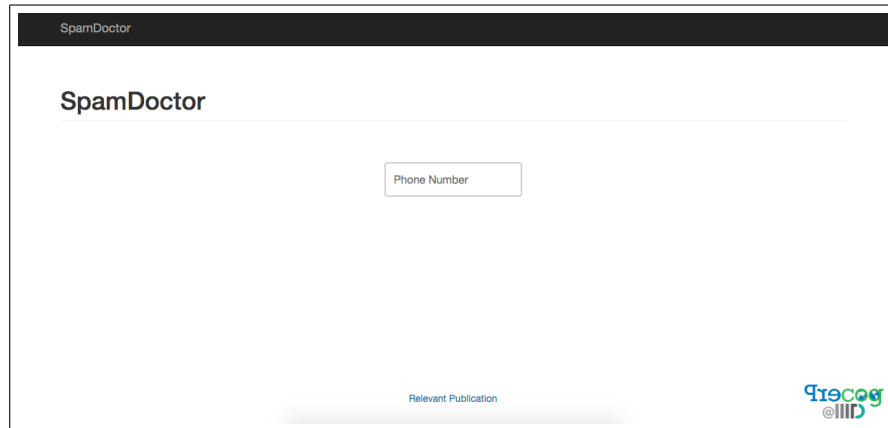 SpamDoctor
SpamDoctor
Phone Number
Relevant Publication
Precog
@IIITD